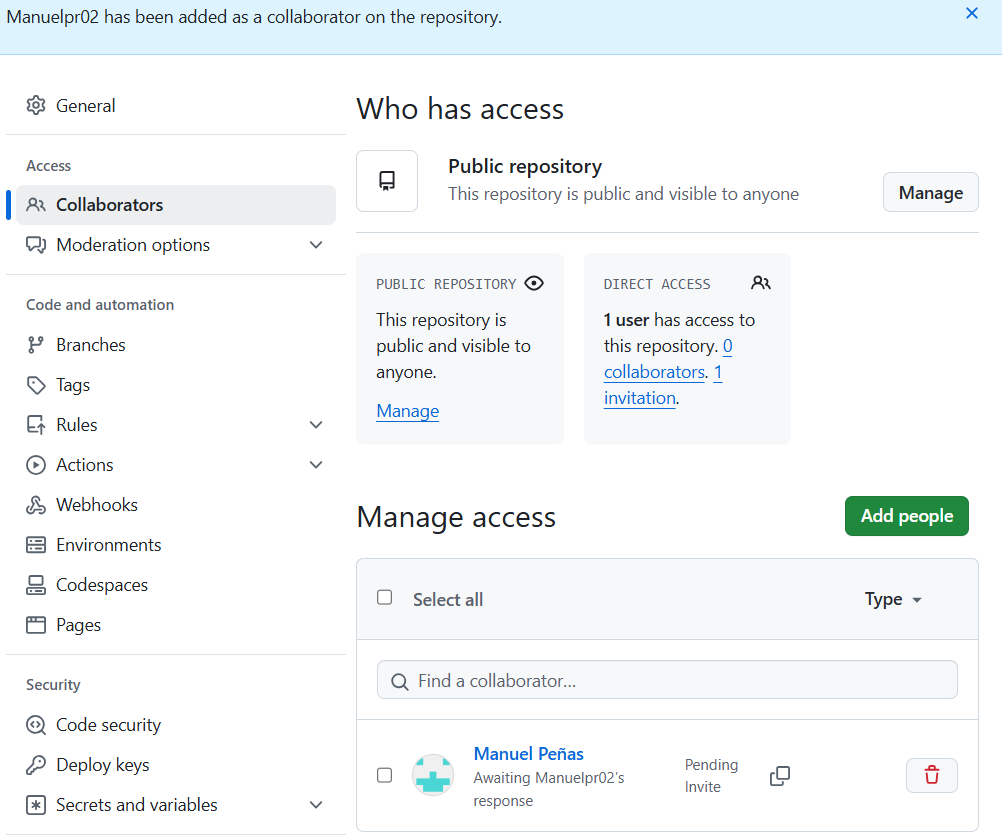 Manuelpr02 has been added as a collaborator on the repository.
General
Access
Collaborators
Moderation options
Code and automation
Branches
Tags
Rules
Actions
Webhooks
Environments
Codespaces
Pages
Security
Code security
Deploy keys
Secrets and variables
Who has access
Public repository
This repository is public and visible to anyone
Manage
PUBLIC REPOSITORY
This repository is
public and visible to
anyone.
Manage
DIRECT ACCESS
1 user has access to
this repository. 0
collaborators. 1
invitation.
Manage access
Add people
Select all
Type
Find a collaborator...
Manuel Peñas
Awaiting Manuelpr02's
response
Pending
Invite